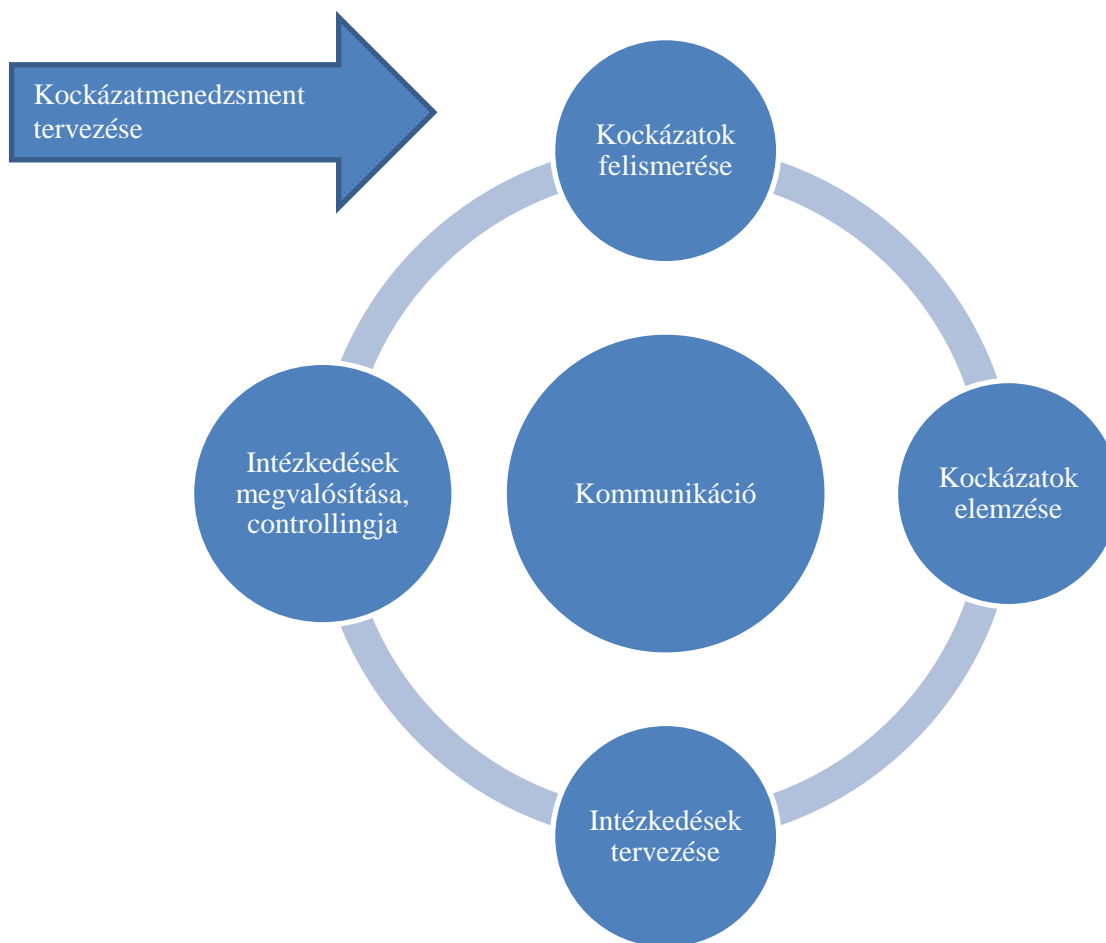 Kockázatmenedzsment
tervezése
Kockázatok
felismerése
Kockázatok
elemzése
Intézkedések
tervezése
Intézkedések
megvalósítása,
controllingja
Kommunikáció